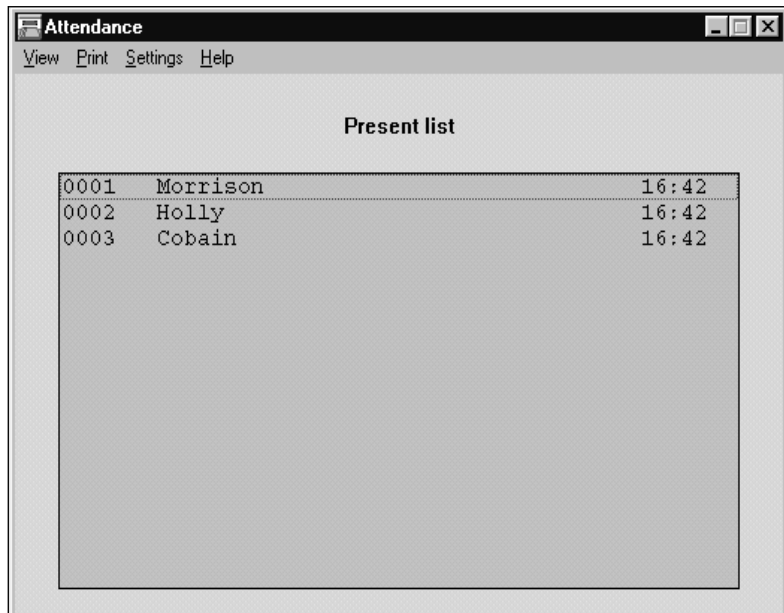 Attendance
View Print Settings Help
Present list
0001 Morrison 16:42
0002 Holly 16:42
0003 Cobain 16:42